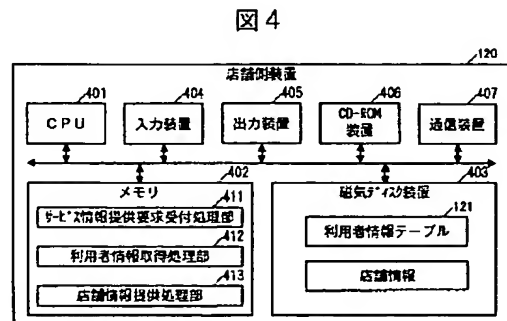 図4
120
店舗側装置
401
404
405
406
407
CPU
入力装置
出力装置
CD-ROM
装置
通信装置
402
403
メモリ
磁気ディスク装置
411
サービス情報提供要求受付処理部
412
利用者情報取得処理部
413
店舗情報提供処理部
121
利用者情報テーブル
店舗情報